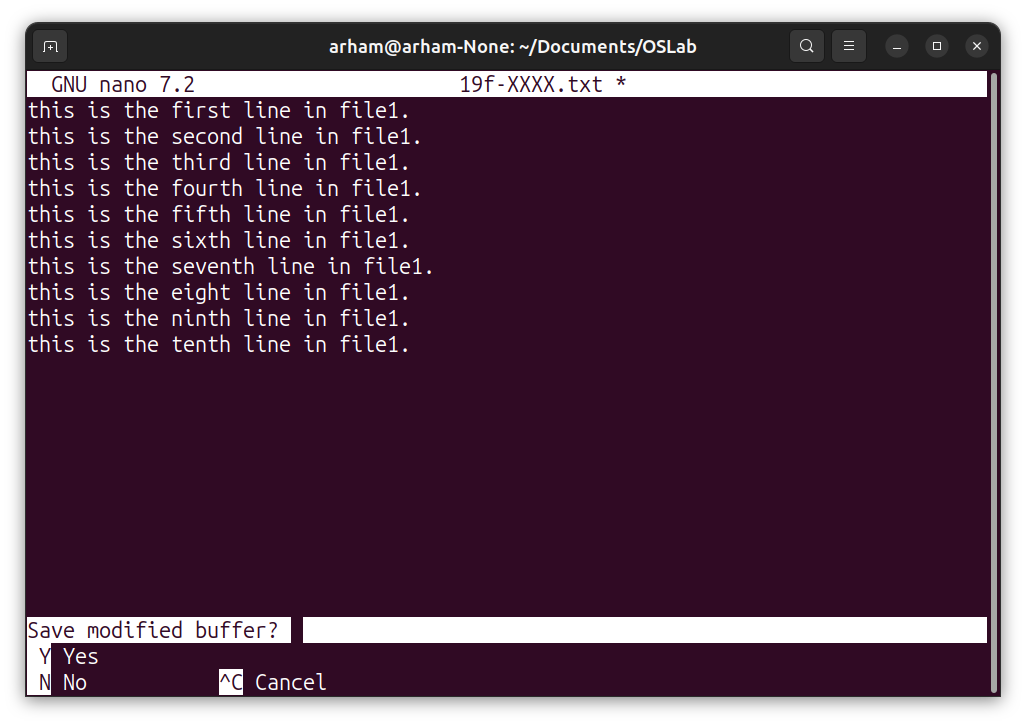 arham@arham-None: ~/Documents/OSLab
GNU nano 7.2 19f-XXXX.txt *
this is the first line in file1.
this is the second line in file1.
this is the third line in file1.
this is the fourth line in file1.
this is the fifth line in file1.
this is the sixth line in file1.
this is the seventh line in file1.
this is the eight line in file1.
this is the ninth line in file1.
this is the tenth line in file1.
Save modified buffer?
Y Yes
N No ^C Cancel